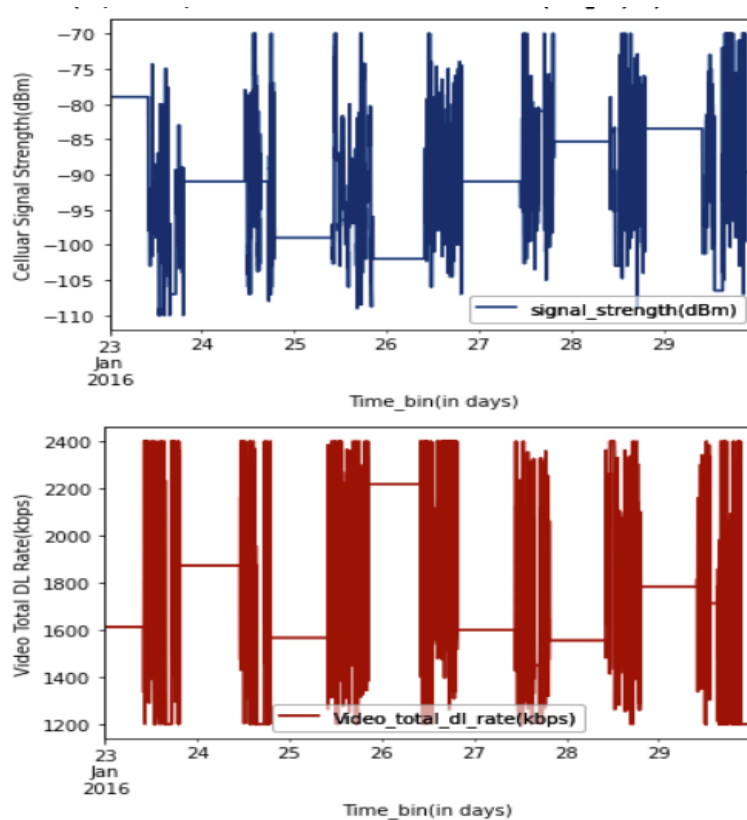 −70
−75
−80
−85
−90
−95
−100
−105
−110
Celluar Signal Strength(dBm)
signal_strength(dBm)
23 24 25 26 27 28 29
Jan
2016
Time_bin(in days)
2400
2200
2000
1800
1600
1400
1200
Video Total DL Rate(kbps)
Video_total_dl_rate(kbps)
23 24 25 26 27 28 29
Jan
2016
Time_bin(in days)